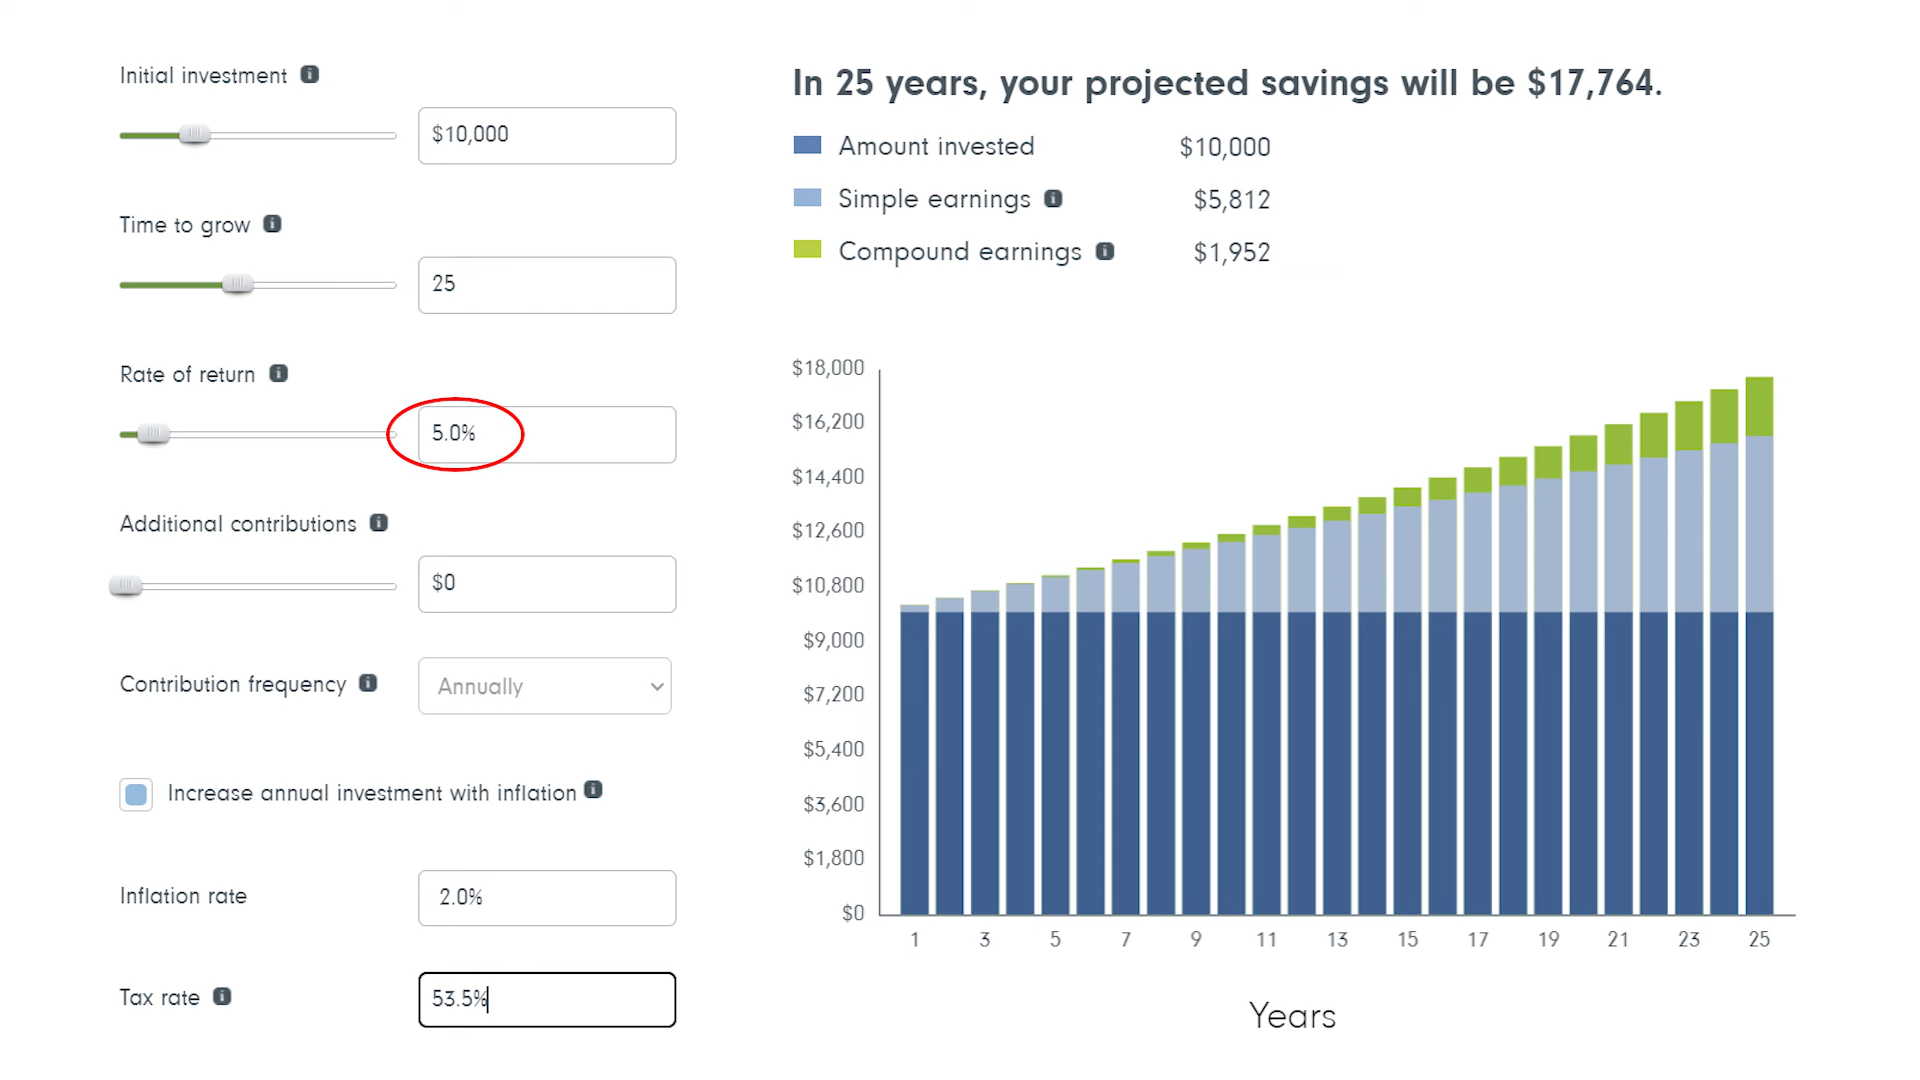 Initial investment
$10,000
Time to grow
25
Rate of return
5.0%
Additional contributions
$0
Contribution frequency
Annually
Increase annual investment with inflation
Inflation rate
2.0%
Tax rate
53.5%
In 25 years, your projected savings will be $17,764.
Amount invested $10,000
Simple earnings $5,812
Compound earnings $1,952
$18,000
$16,200
$14,400
$12,600
$10,800
$9,000
$7,200
$5,400
$3,600
$1,800
$0
1 3 5 7 9 11 13 15 17 19 21 23 25
Years